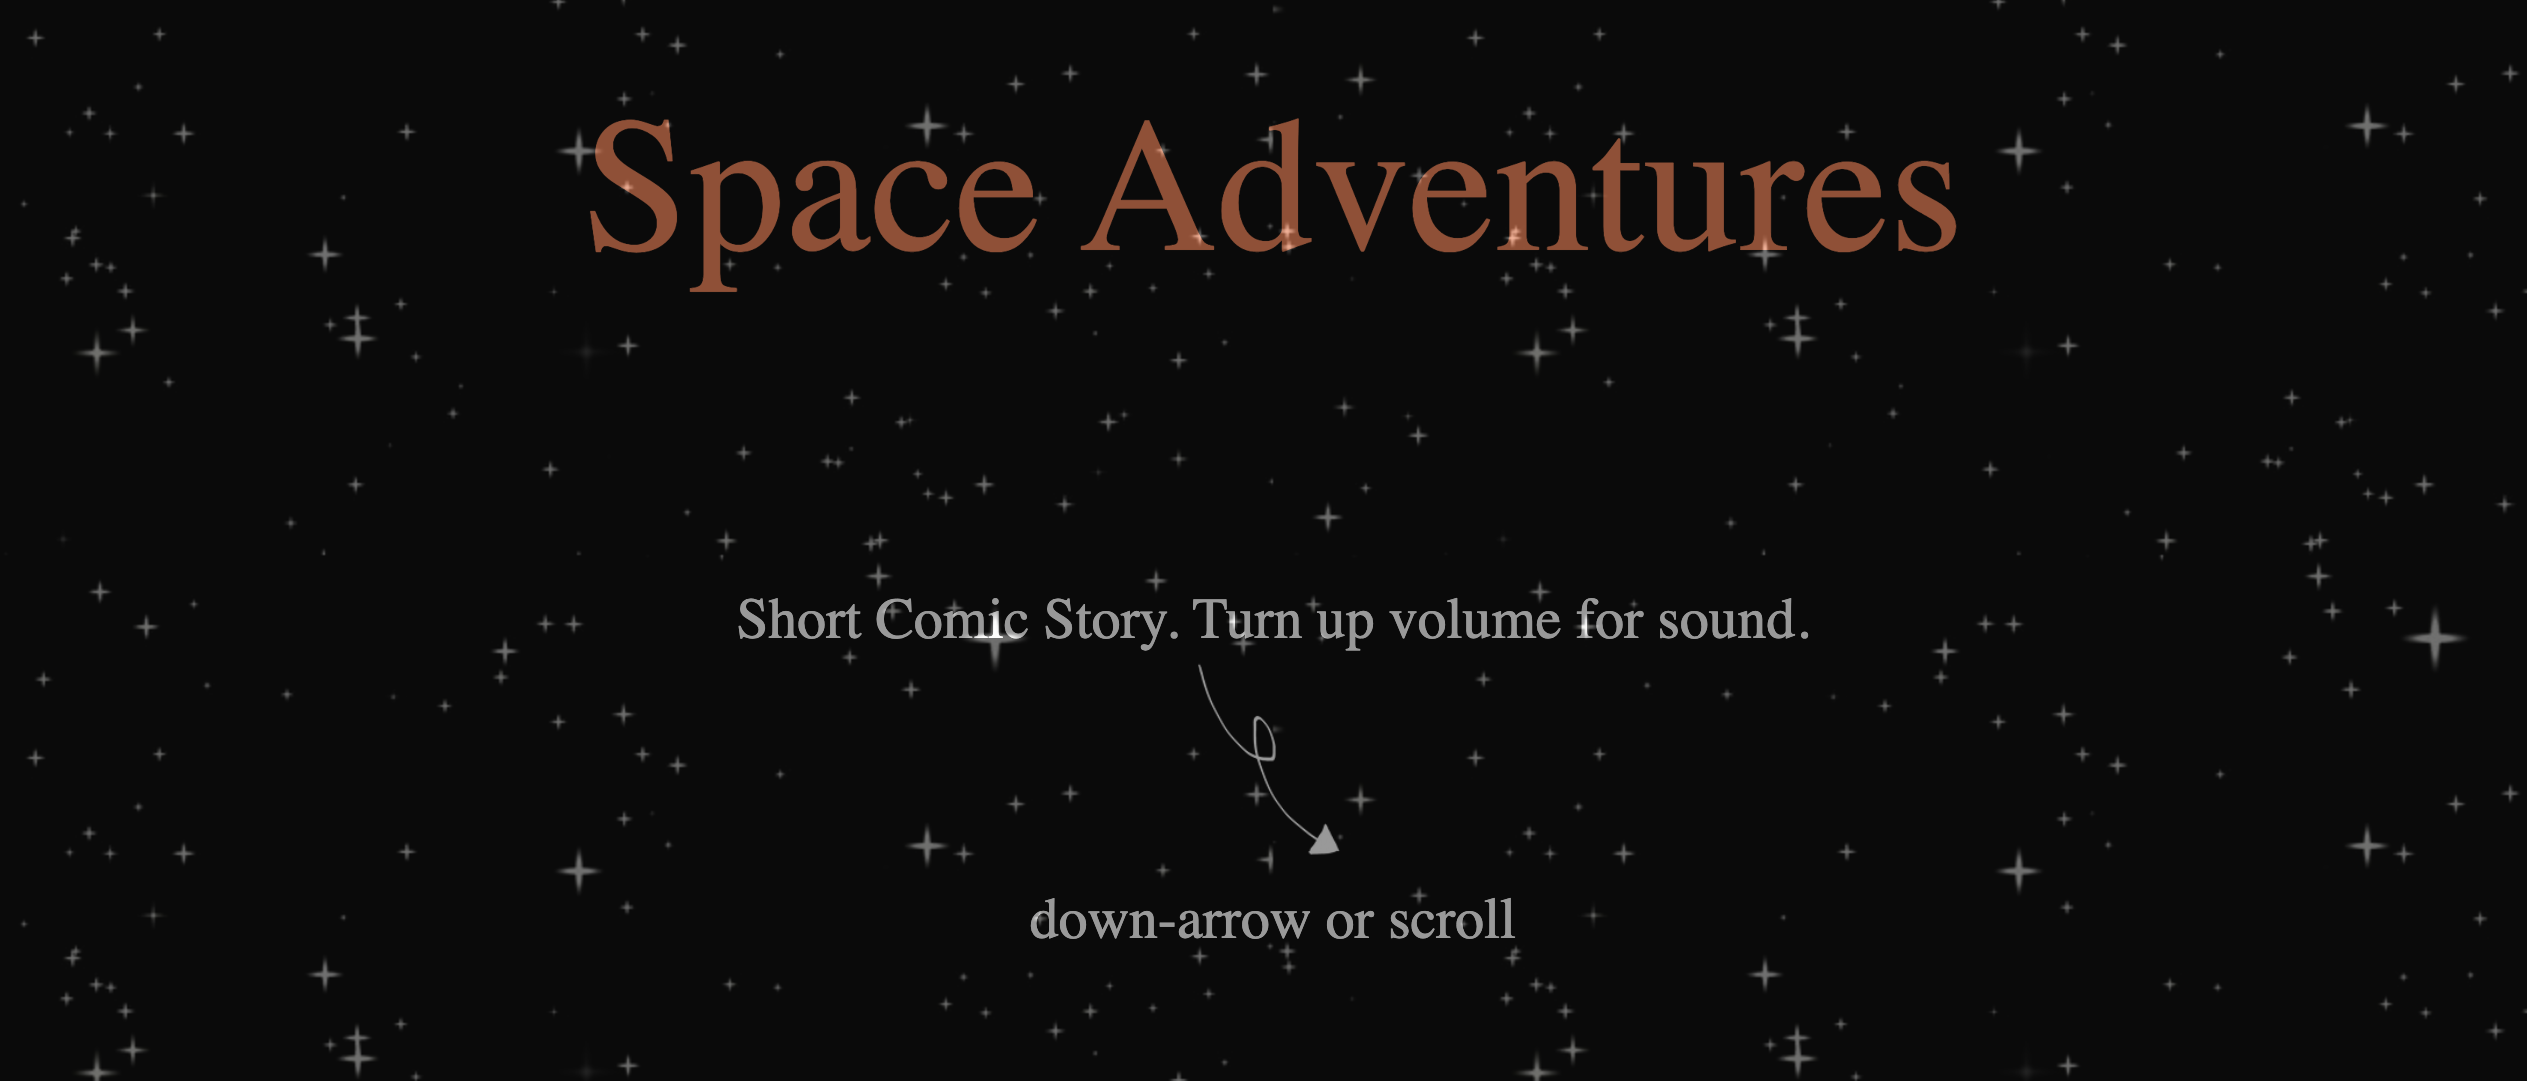 Space Adventures
Short Comic Story. Turn up volume for sound.
down-arrow or scroll